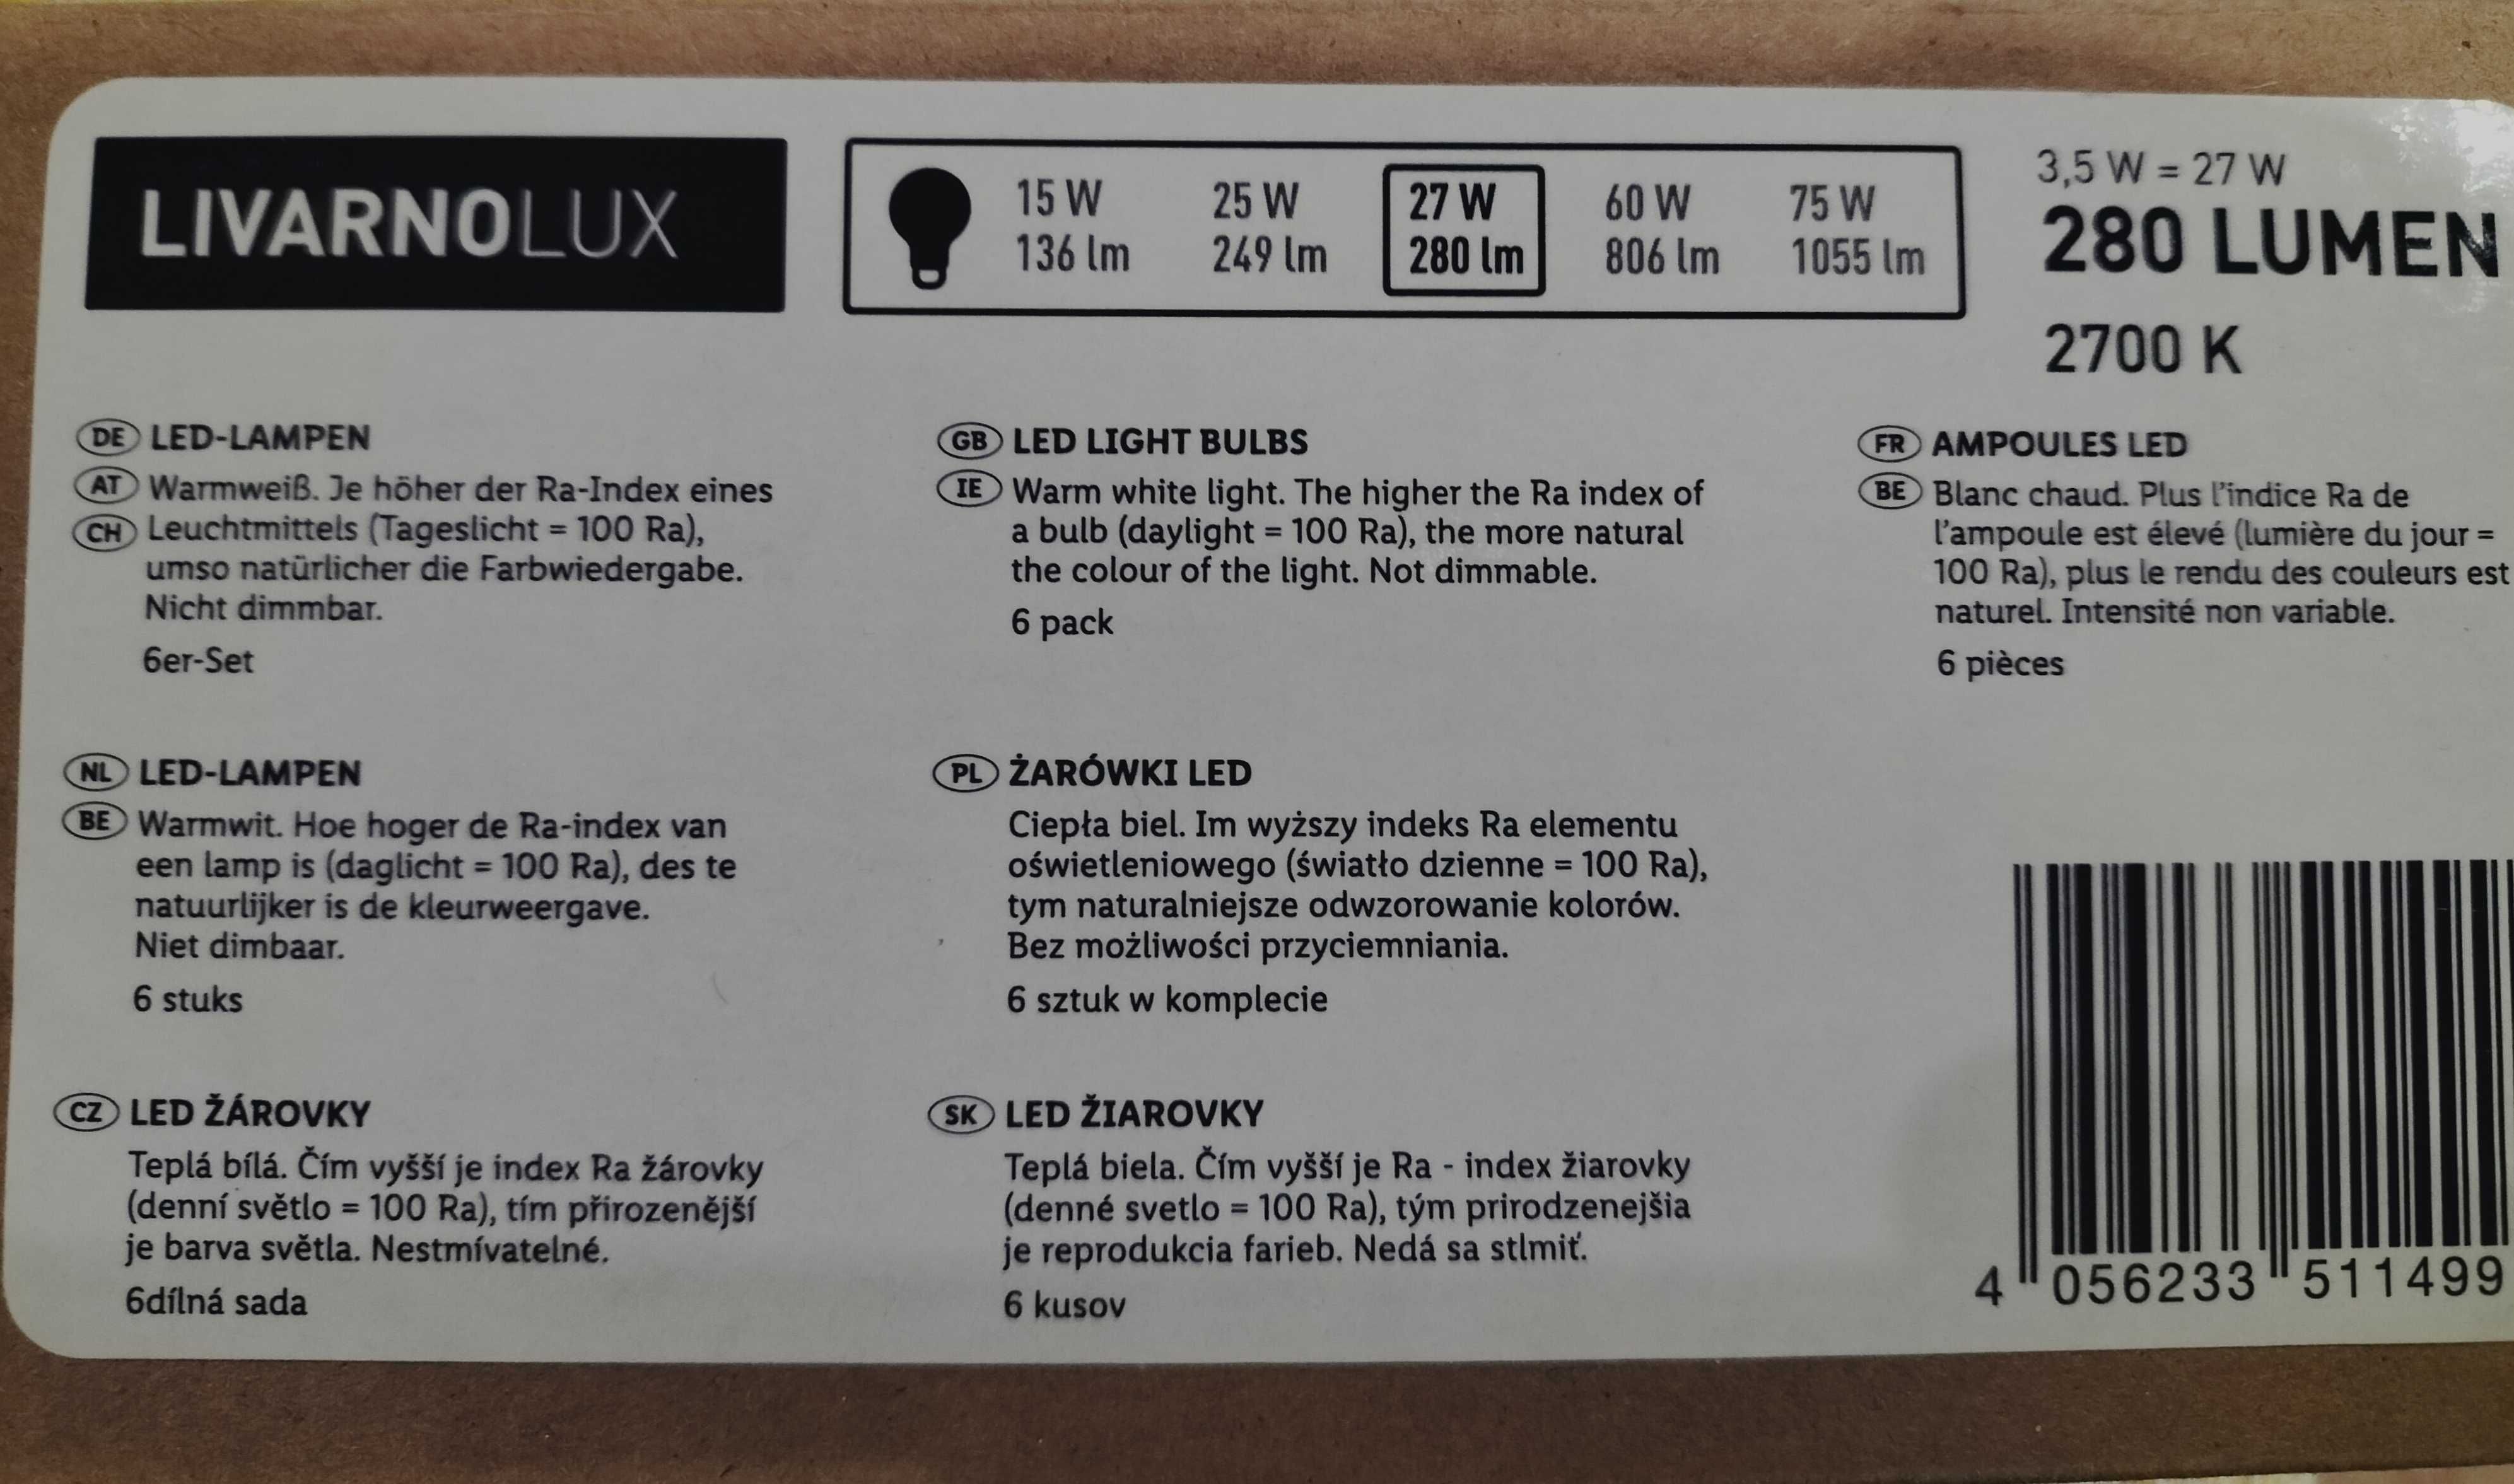 LIVARNOLUX
15 W 25 W 27 W 60 W 75 W
136 lm 249 lm 280 lm 806 lm 1055 lm
3,5 W = 27 W
280 LUMEN
2700 K
DE LED-LAMPEN
AT Warmweiß. Je höher der Ra-Index eines
CH Leuchtmittels (Tageslicht = 100 Ra),
umso natürlicher die Farbwiedergabe.
Nicht dimmbar.
6er-Set
GB LED LIGHT BULBS
IE Warm white light. The higher the Ra index of
a bulb (daylight = 100 Ra), the more natural
the colour of the light. Not dimmable.
6 pack
FR AMPOULES LED
BE Blanc chaud. Plus l'indice Ra de
l'ampoule est élevé (lumière du jour =
100 Ra), plus le rendu des couleurs est
naturel. Intensité non variable.
6 pièces
NL LED-LAMPEN
BE Warmwit. Hoe hoger de Ra-index van
een lamp is (daglicht = 100 Ra), des te
natuurlijker is de kleurweergave.
Niet dimbaar.
6 stuks
PL ŻARÓWKI LED
Ciepła biel. Im wyższy indeks Ra elementu
oświetleniowego (światło dzienne = 100 Ra),
tym naturalniejsze odwzorowanie kolorów.
Bez możliwości przyciemniania.
6 sztuk w komplecie
CZ LED ŽÁROVKY
Teplá bílá. Čím vyšší je index Ra žárovky
(denní světlo = 100 Ra), tím přirozenější
je barva světla. Nestmívatelné.
6dílná sada
SK LED ŽIAROVKY
Teplá biela. Čím vyšší je Ra - index žiarovky
(denné svetlo = 100 Ra), tým prirodzenejšia
je reprodukcia farieb. Nedá sa stlmiť.
6 kusov
4 056233 511499